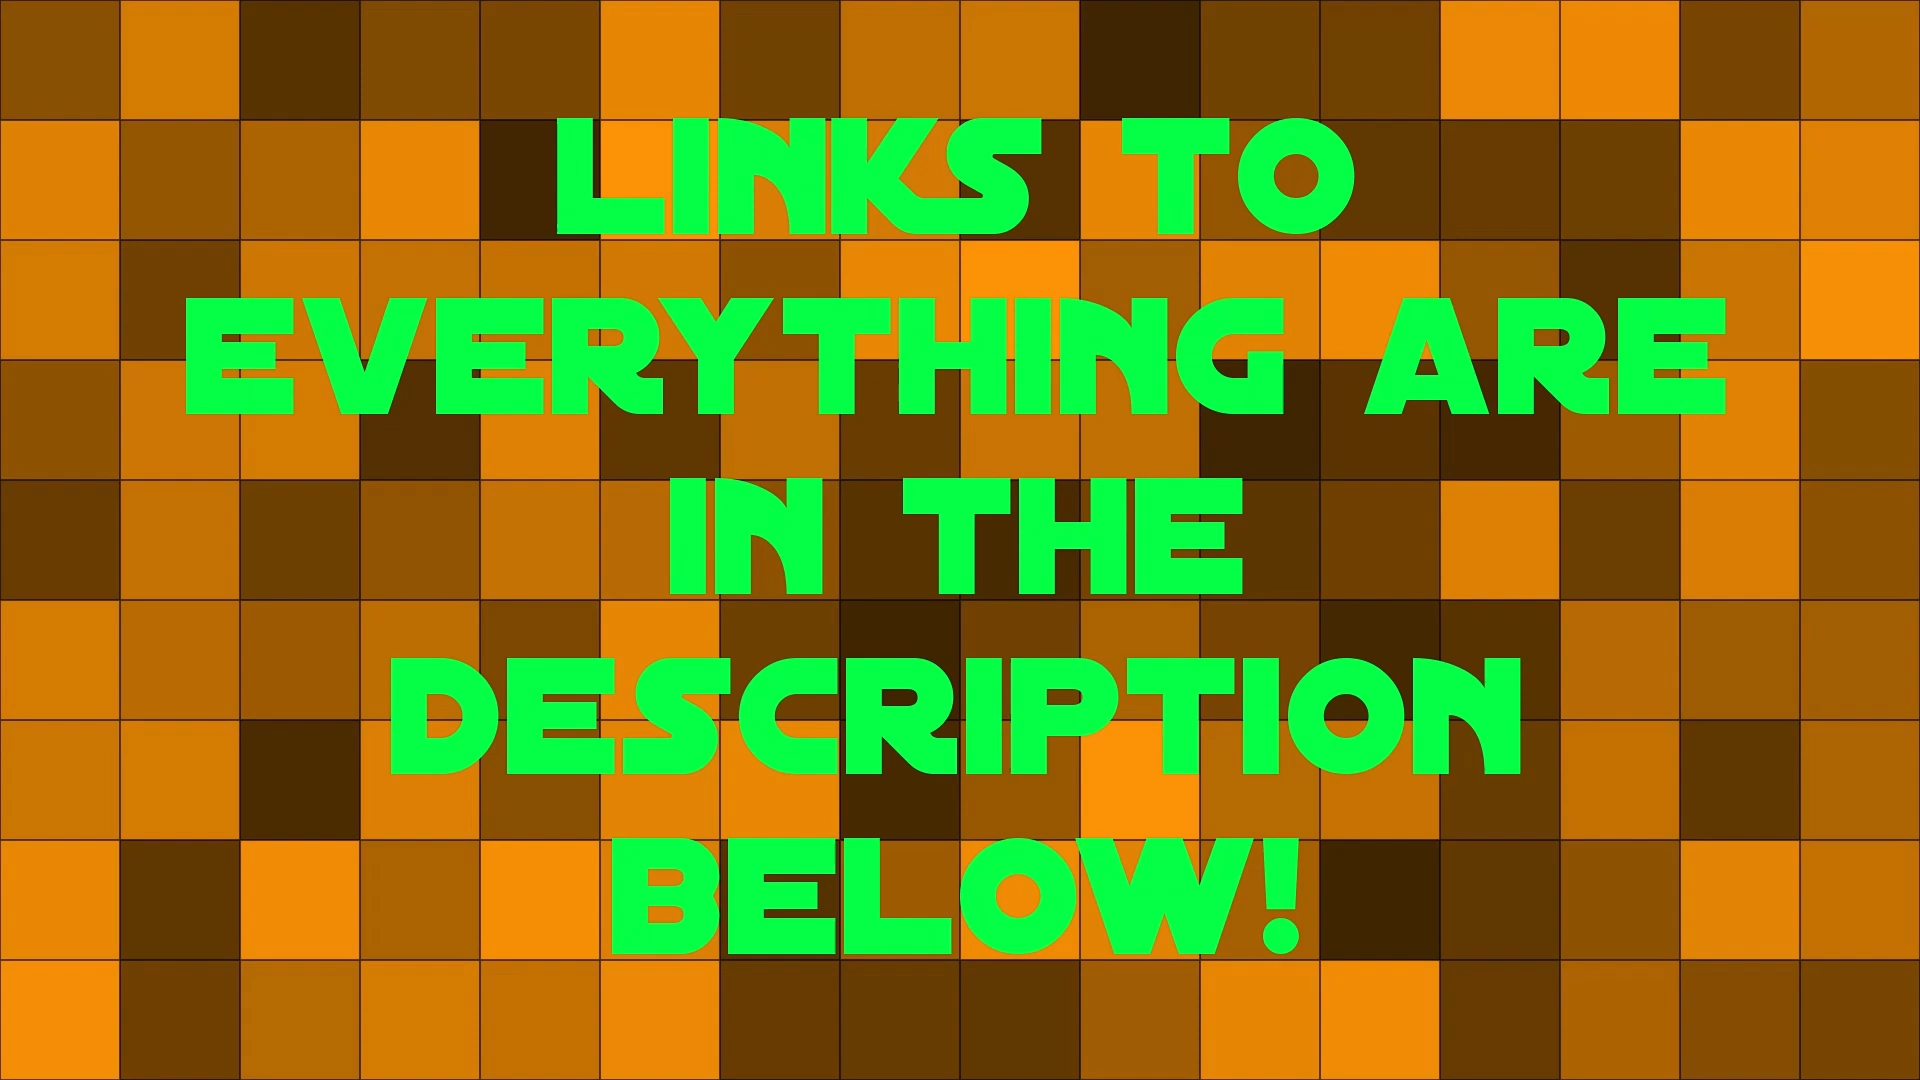 LINKS TO
EVERYTHING ARE
IN THE
DESCRIPTION
BELOW!